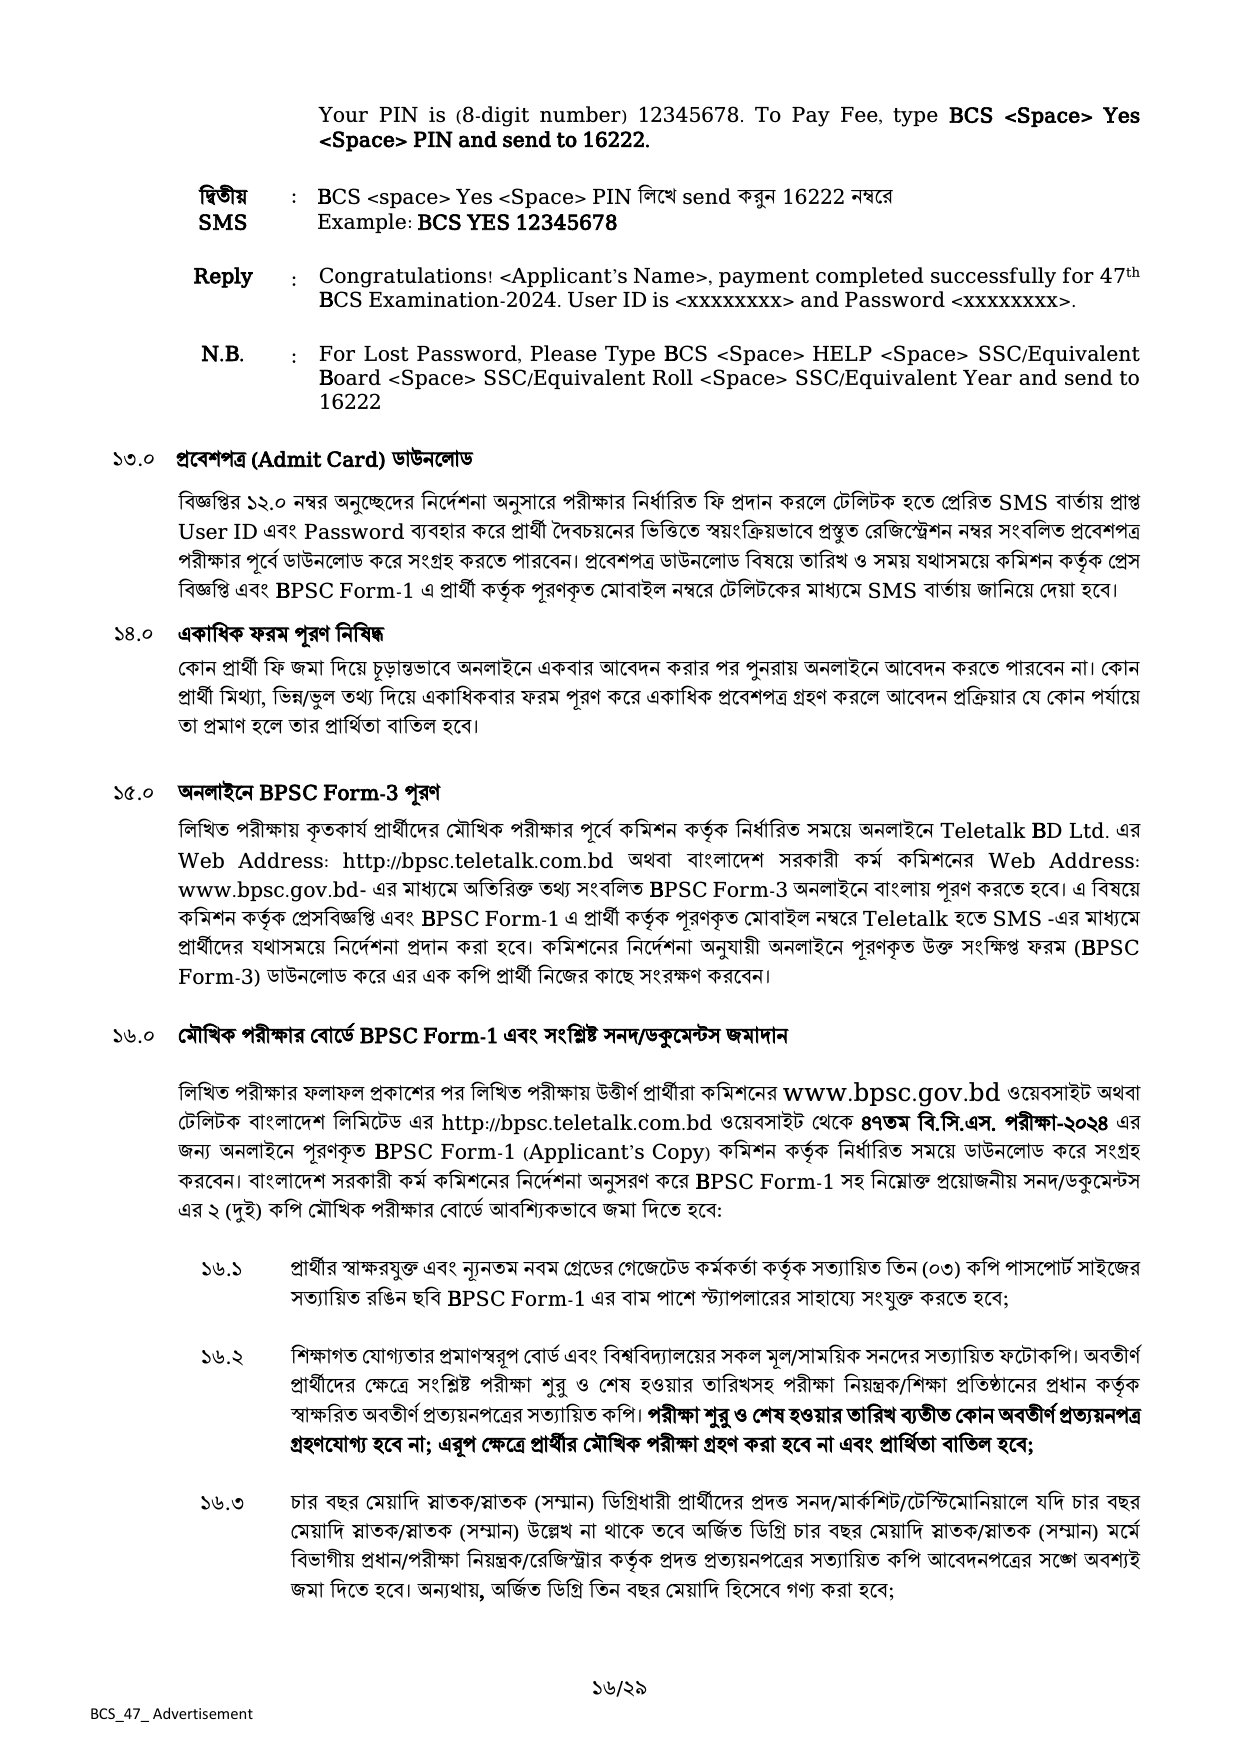 Your PIN is (8-digit number) 12345678. To Pay Fee, type BCS <Space> Yes
<Space> PIN and send to 16222.
দ্বিতীয় : BCS <space> Yes <Space> PIN লিখে send করুন 16222 নম্বরে
SMS Example: BCS YES 12345678
Reply : Congratulations! <Applicant's Name>, payment completed successfully for 47th
BCS Examination-2024. User ID is <xxxxxxxx> and Password <xxxxxxxx>.
N.B. : For Lost Password, Please Type BCS <Space> HELP <Space> SSC/Equivalent
Board <Space> SSC/Equivalent Roll <Space> SSC/Equivalent Year and send to
16222
১৩.০ প্রবেশপত্র (Admit Card) ডাউনলোড
বিজ্ঞপ্তির ১২.০ নম্বর অনুচ্ছেদের নির্দেশনা অনুসারে পরীক্ষার নির্ধারিত ফি প্রদান করলে টেলিটক হতে প্রেরিত SMS বার্তায় প্রাপ্ত
User ID এবং Password ব্যবহার করে প্রার্থী দৈবচয়নের ভিত্তিতে স্বয়ংক্রিয়ভাবে প্রস্তুত রেজিস্ট্রেশন নম্বর সংবলিত প্রবেশপত্র
পরীক্ষার পূর্বে ডাউনলোড করে সংগ্রহ করতে পারবেন। প্রবেশপত্র ডাউনলোড বিষয়ে তারিখ ও সময় যথাসময়ে কমিশন কর্তৃক প্রেস
বিজ্ঞপ্তি এবং BPSC Form-1 এ প্রার্থী কর্তৃক পূরণকৃত মোবাইল নম্বরে টেলিটকের মাধ্যমে SMS বার্তায় জানিয়ে দেয়া হবে।
১৪.০ একাধিক ফরম পূরণ নিষিদ্ধ
কোন প্রার্থী ফি জমা দিয়ে চূড়ান্তভাবে অনলাইনে একবার আবেদন করার পর পুনরায় অনলাইনে আবেদন করতে পারবেন না। কোন
প্রার্থী মিথ্যা, ভিন্ন/ভুল তথ্য দিয়ে একাধিকবার ফরম পূরণ করে একাধিক প্রবেশপত্র গ্রহণ করলে আবেদন প্রক্রিয়ার যে কোন পর্যায়ে
তা প্রমাণ হলে তার প্রার্থিতা বাতিল হবে।
১৫.০ অনলাইনে BPSC Form-3 পূরণ
লিখিত পরীক্ষায় কৃতকার্য প্রার্থীদের মৌখিক পরীক্ষার পূর্বে কমিশন কর্তৃক নির্ধারিত সময়ে অনলাইনে Teletalk BD Ltd. এর
Web Address: http://bpsc.teletalk.com.bd অথবা বাংলাদেশ সরকারী কর্ম কমিশনের Web Address:
www.bpsc.gov.bd- এর মাধ্যমে অতিরিক্ত তথ্য সংবলিত BPSC Form-3 অনলাইনে বাংলায় পূরণ করতে হবে। এ বিষয়ে
কমিশন কর্তৃক প্রেসবিজ্ঞপ্তি এবং BPSC Form-1 এ প্রার্থী কর্তৃক পূরণকৃত মোবাইল নম্বরে Teletalk হতে SMS -এর মাধ্যমে
প্রার্থীদের যথাসময়ে নির্দেশনা প্রদান করা হবে। কমিশনের নির্দেশনা অনুযায়ী অনলাইনে পূরণকৃত উক্ত সংক্ষিপ্ত ফরম (BPSC
Form-3) ডাউনলোড করে এর এক কপি প্রার্থী নিজের কাছে সংরক্ষণ করবেন।
১৬.০ মৌখিক পরীক্ষার বোর্ডে BPSC Form-1 এবং সংশ্লিষ্ট সনদ/ডকুমেন্টস জমাদান
লিখিত পরীক্ষার ফলাফল প্রকাশের পর লিখিত পরীক্ষায় উত্তীর্ণ প্রার্থীরা কমিশনের www.bpsc.gov.bd ওয়েবসাইট অথবা
টেলিটক বাংলাদেশ লিমিটেড এর http://bpsc.teletalk.com.bd ওয়েবসাইট থেকে ৪৭তম বি.সি.এস. পরীক্ষা-২০২৪ এর
জন্য অনলাইনে পূরণকৃত BPSC Form-1 (Applicant's Copy) কমিশন কর্তৃক নির্ধারিত সময়ে ডাউনলোড করে সংগ্রহ
করবেন। বাংলাদেশ সরকারী কর্ম কমিশনের নির্দেশনা অনুসরণ করে BPSC Form-1 সহ নিম্নোক্ত প্রয়োজনীয় সনদ/ডকুমেন্টস
এর ২ (দুই) কপি মৌখিক পরীক্ষার বোর্ডে আবশ্যিকভাবে জমা দিতে হবে:
১৬.১ প্রার্থীর স্বাক্ষরযুক্ত এবং ন্যূনতম নবম গ্রেডের গেজেটেড কর্মকর্তা কর্তৃক সত্যায়িত তিন (০৩) কপি পাসপোর্ট সাইজের
সত্যায়িত রঙিন ছবি BPSC Form-1 এর বাম পাশে স্ট্যাপলারের সাহায্যে সংযুক্ত করতে হবে;
১৬.২ শিক্ষাগত যোগ্যতার প্রমাণস্বরূপ বোর্ড এবং বিশ্ববিদ্যালয়ের সকল মূল/সাময়িক সনদের সত্যায়িত ফটোকপি। অবতীর্ণ
প্রার্থীদের ক্ষেত্রে সংশ্লিষ্ট পরীক্ষা শুরু ও শেষ হওয়ার তারিখসহ পরীক্ষা নিয়ন্ত্রক/শিক্ষা প্রতিষ্ঠানের প্রধান কর্তৃক
স্বাক্ষরিত অবতীর্ণ প্রত্যয়নপত্রের সত্যায়িত কপি। পরীক্ষা শুরু ও শেষ হওয়ার তারিখ ব্যতীত কোন অবতীর্ণ প্রত্যয়নপত্র
গ্রহণযোগ্য হবে না; এরূপ ক্ষেত্রে প্রার্থীর মৌখিক পরীক্ষা গ্রহণ করা হবে না এবং প্রার্থিতা বাতিল হবে;
১৬.৩ চার বছর মেয়াদি স্নাতক/স্নাতক (সম্মান) ডিগ্রিধারী প্রার্থীদের প্রদত্ত সনদ/মার্কশিট/টেস্টিমোনিয়ালে যদি চার বছর
মেয়াদি স্নাতক/স্নাতক (সম্মান) উল্লেখ না থাকে তবে অর্জিত ডিগ্রি চার বছর মেয়াদি স্নাতক/স্নাতক (সম্মান) মর্মে
বিভাগীয় প্রধান/পরীক্ষা নিয়ন্ত্রক/রেজিস্ট্রার কর্তৃক প্রদত্ত প্রত্যয়নপত্রের সত্যায়িত কপি আবেদনপত্রের সঙ্গে অবশ্যই
জমা দিতে হবে। অন্যথায়, অর্জিত ডিগ্রি তিন বছর মেয়াদি হিসেবে গণ্য করা হবে;
১৬/২৯
BCS_47_ Advertisement